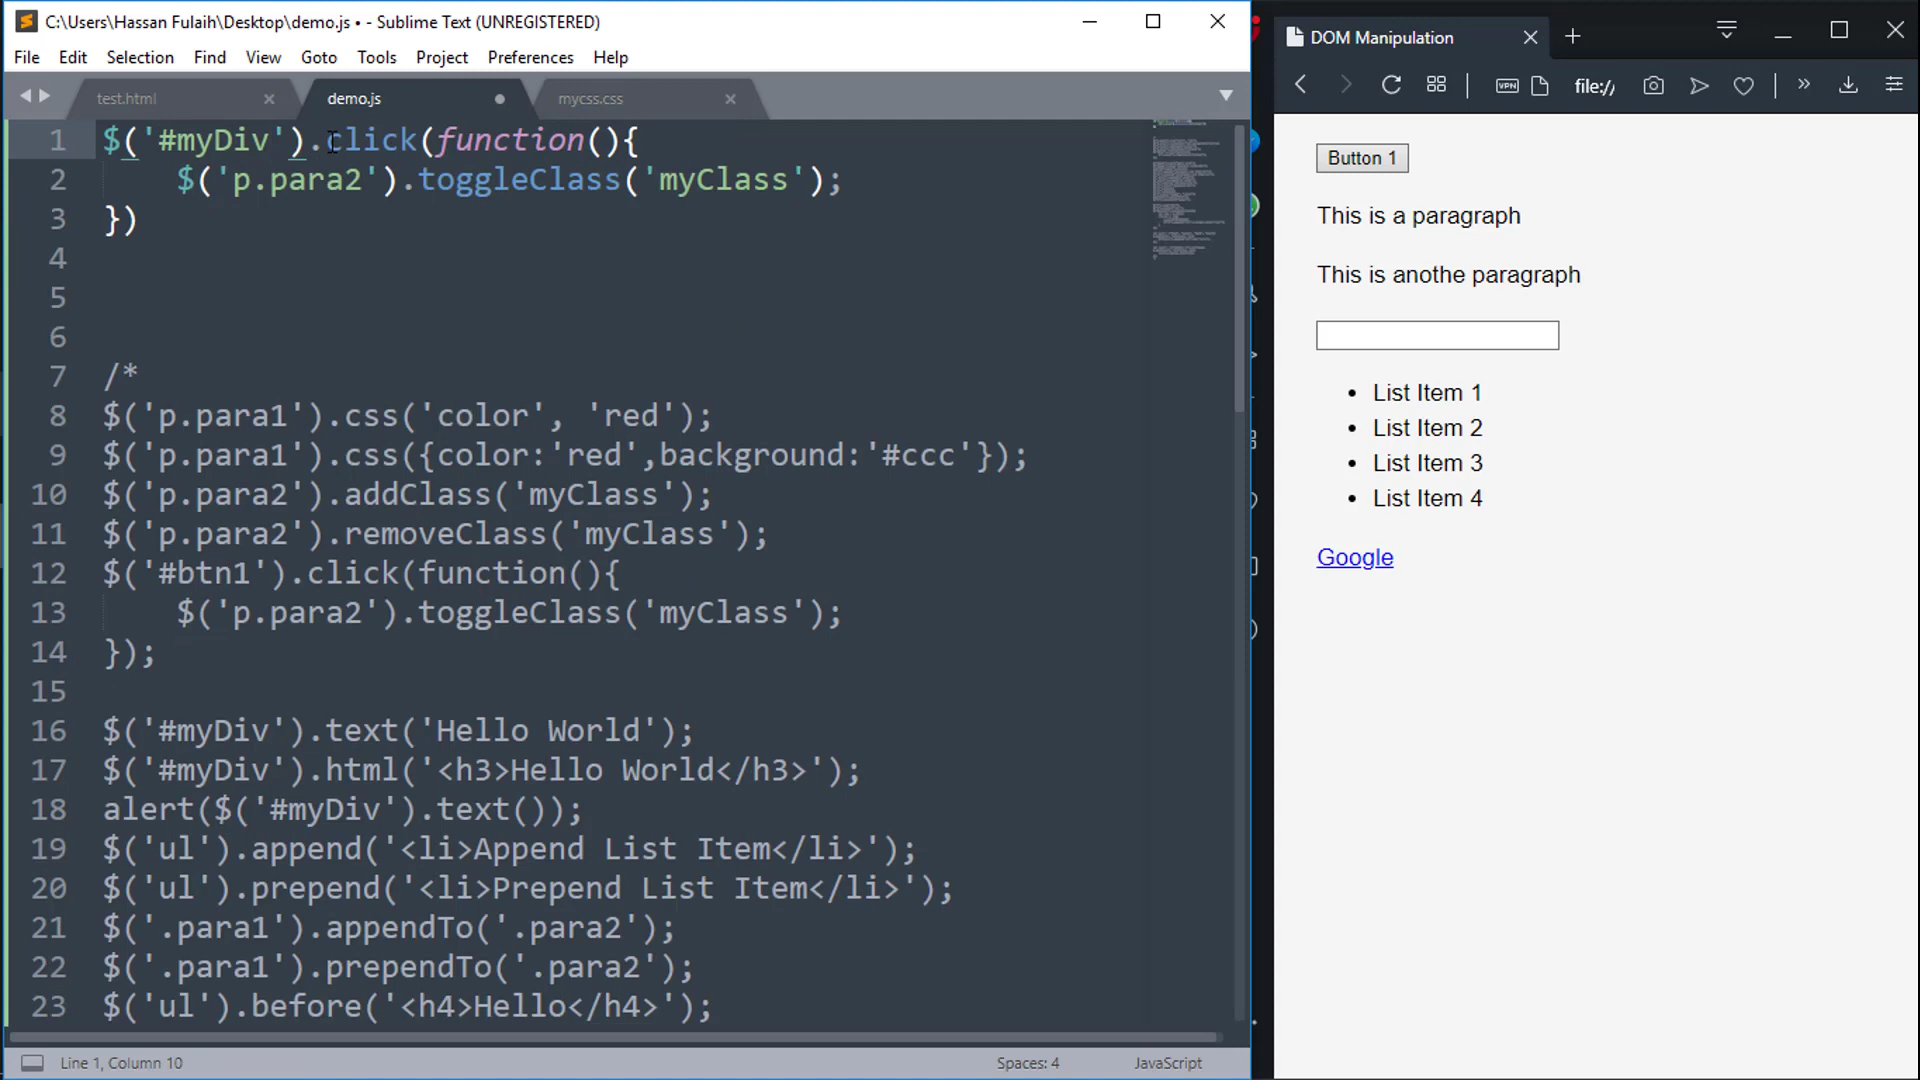 C:\Users\Hassan Fulaih\Desktop\demo.js • - Sublime Text (UNREGISTERED)
File Edit Selection Find View Goto Tools Project Preferences Help
test.html demo.js mycss.css
1 $('#myDiv').click(function(){
2     $('p.para2').toggleClass('myClass');
3 })
4
5
6
7 /*
8 $('p.para1').css('color', 'red');
9 $('p.para1').css({color:'red',background:'#ccc'});
10 $('p.para2').addClass('myClass');
11 $('p.para2').removeClass('myClass');
12 $('#btn1').click(function(){
13     $('p.para2').toggleClass('myClass');
14 });
15
16 $('#myDiv').text('Hello World');
17 $('#myDiv').html('<h3>Hello World</h3>');
18 alert($('#myDiv').text());
19 $('ul').append('<li>Append List Item</li>');
20 $('ul').prepend('<li>Prepend List Item</li>');
21 $('.para1').appendTo('.para2');
22 $('.para1').prependTo('.para2');
23 $('ul').before('<h4>Hello</h4>');
Line 1, Column 10
Spaces: 4
JavaScript
DOM Manipulation
VPN file://
Button 1
This is a paragraph
This is anothe paragraph
• List Item 1
• List Item 2
• List Item 3
• List Item 4
Google